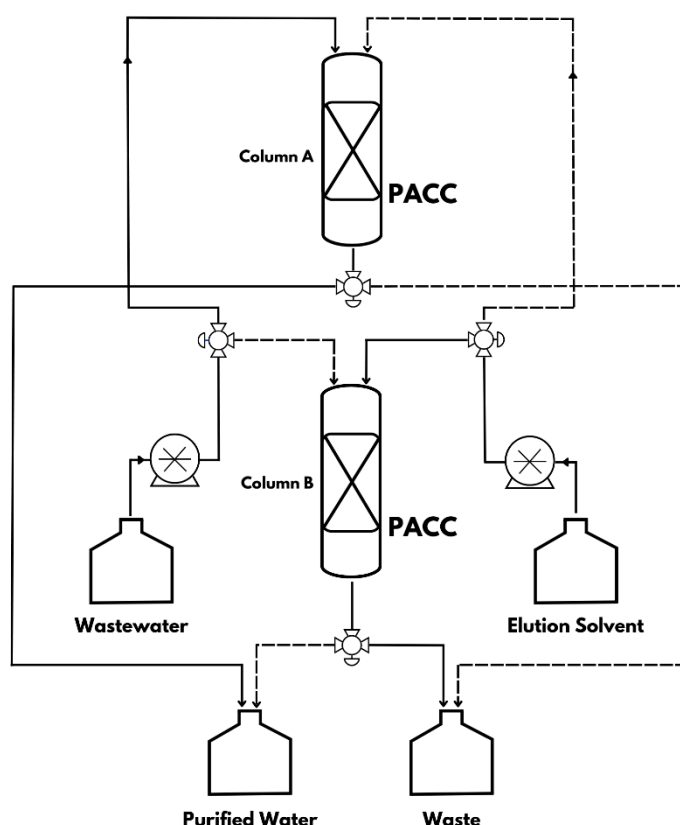 Column A
PACC
Column B
PACC
Wastewater
Elution Solvent
Purified Water
Waste